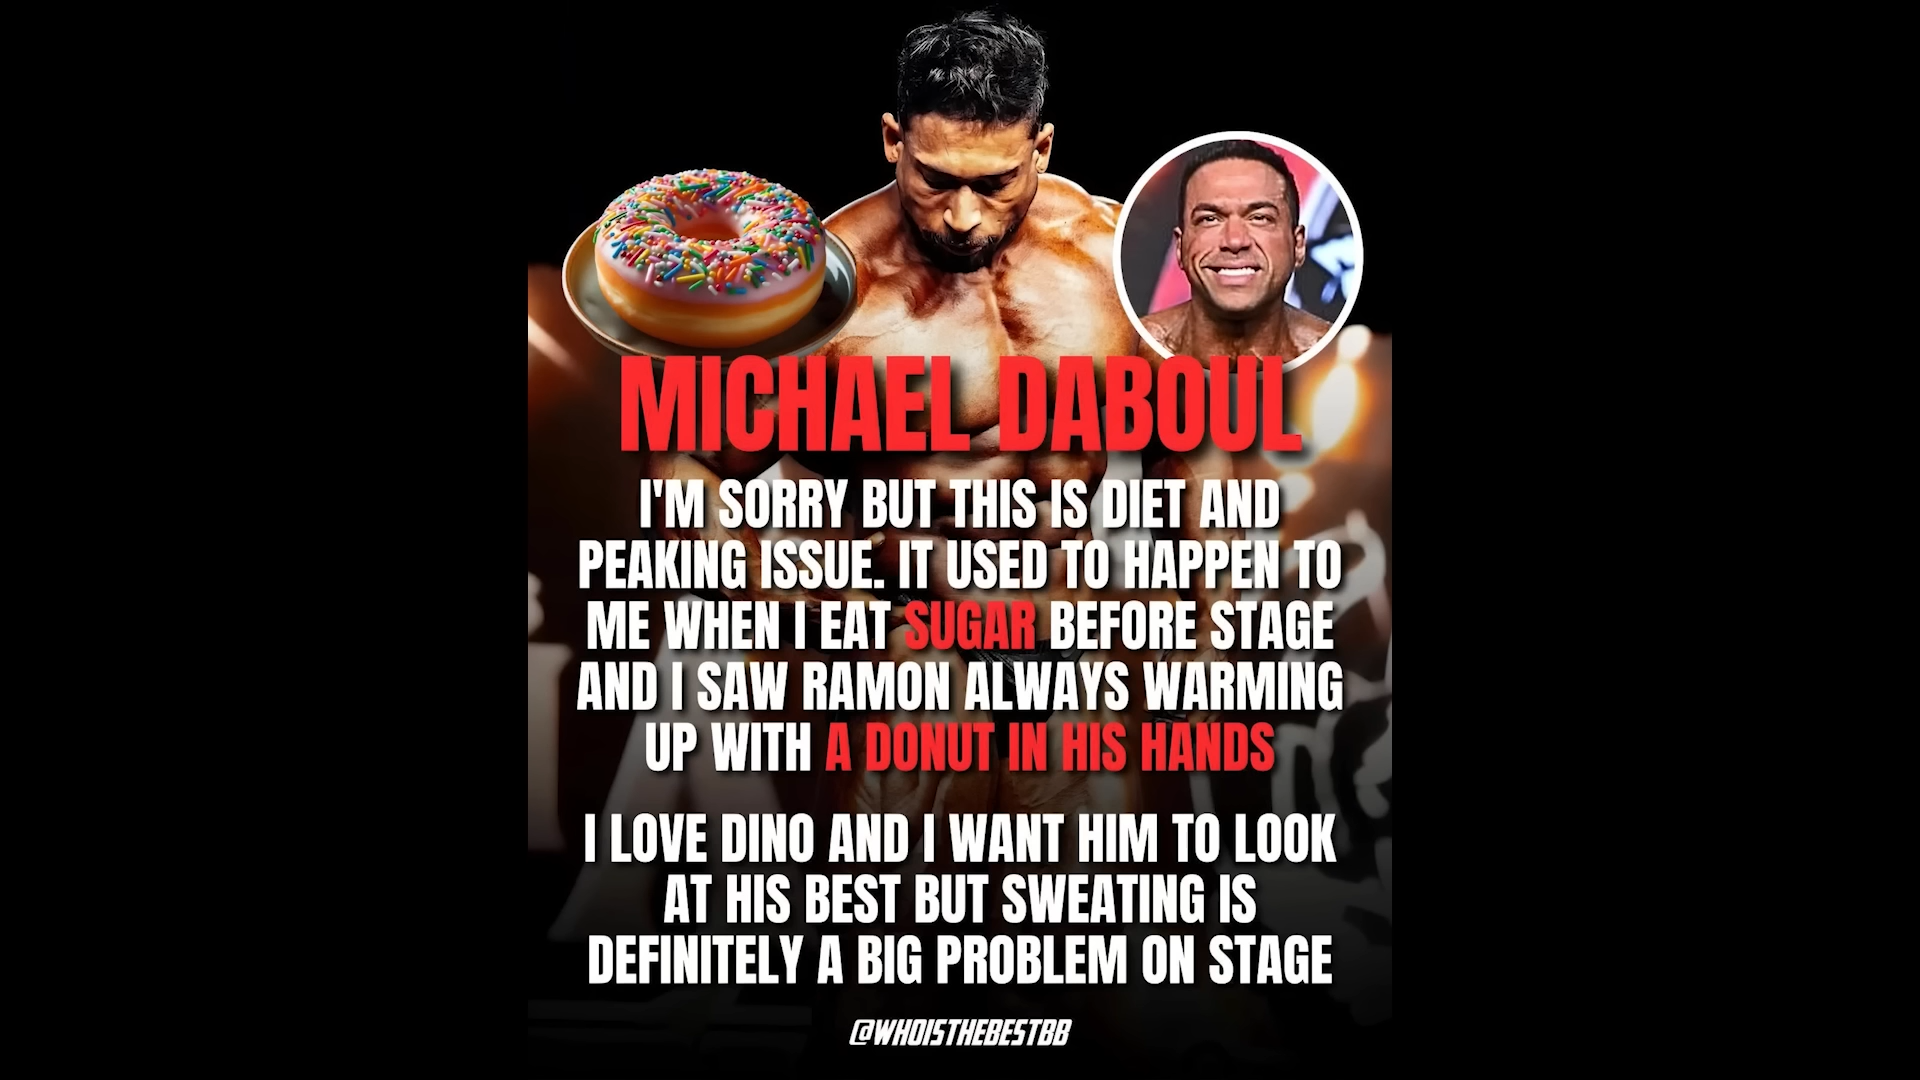 MICHAEL DABOUL
I'M SORRY BUT THIS IS DIET AND
PEAKING ISSUE. IT USED TO HAPPEN TO
ME WHEN I EAT SUGAR BEFORE STAGE
AND I SAW RAMON ALWAYS WARMING
UP WITH A DONUT IN HIS HANDS
I LOVE DINO AND I WANT HIM TO LOOK
AT HIS BEST BUT SWEATING IS
DEFINITELY A BIG PROBLEM ON STAGE
@WHOISTHEBESTBB